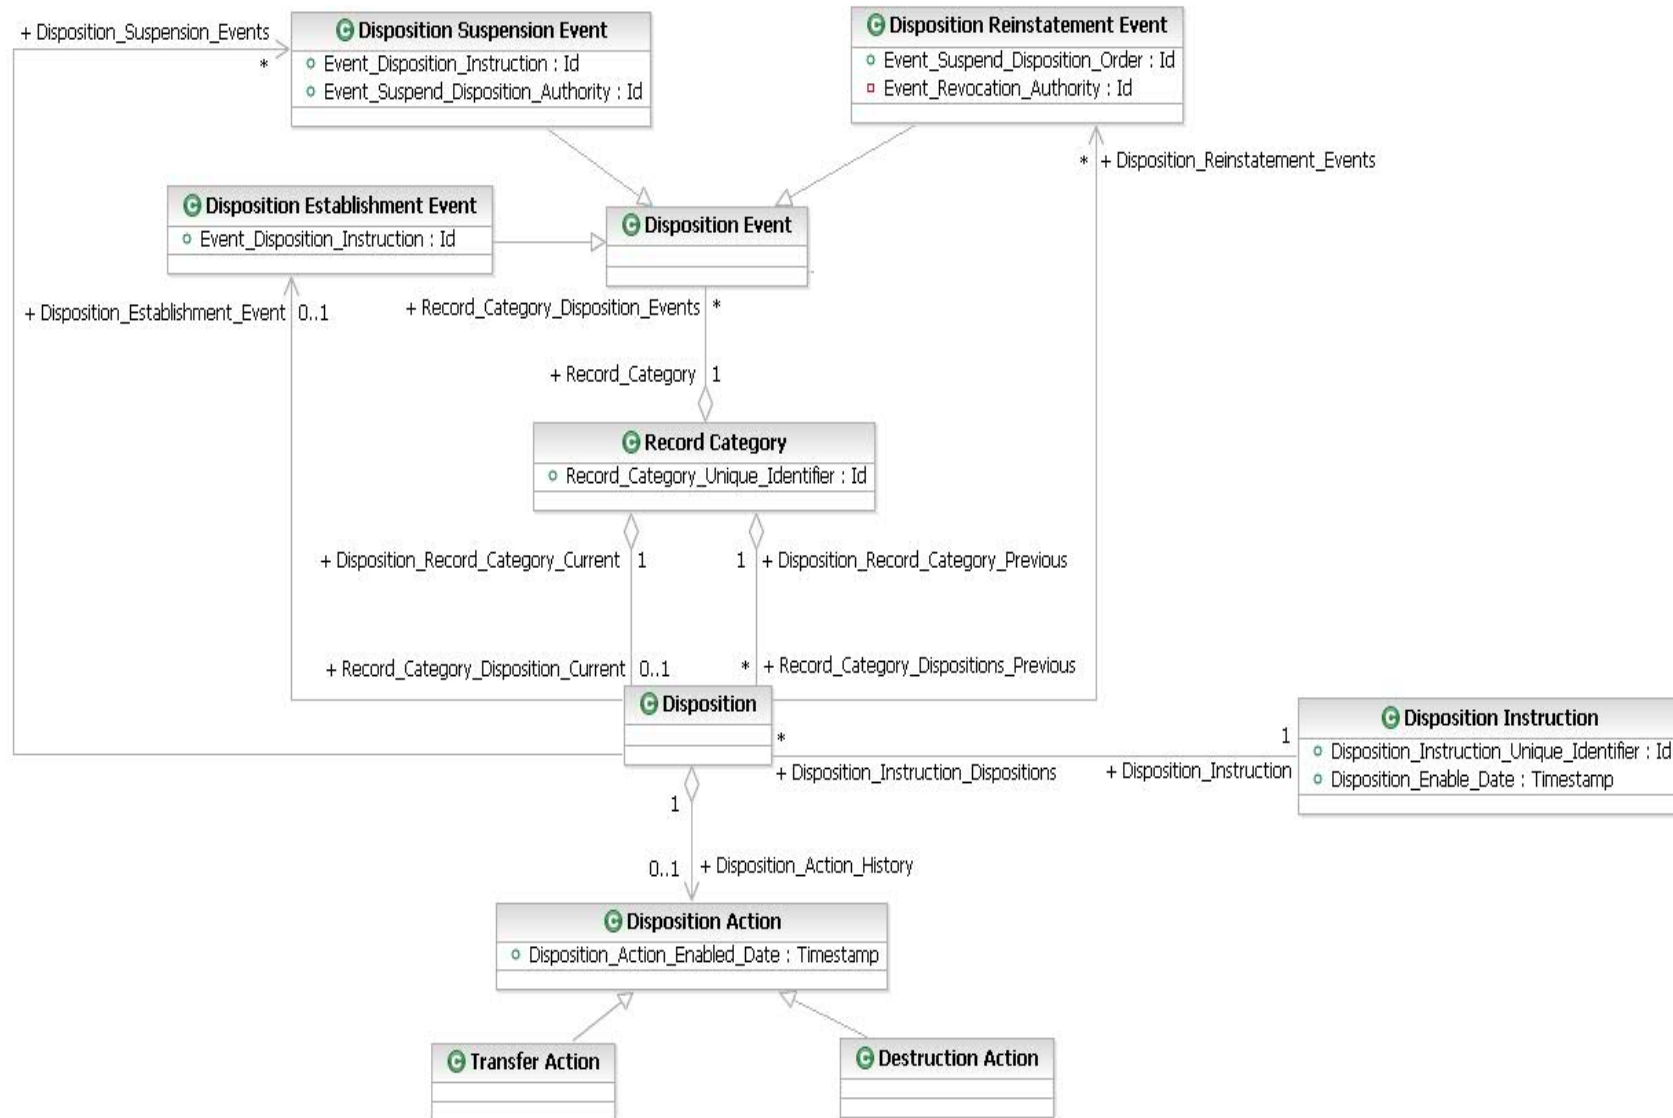 + Disposition_Suspension_Events
*
Disposition Suspension Event
Event_Disposition_Instruction : Id
Event_Suspend_Disposition_Authority : Id
Disposition Reinstatement Event
Event_Suspend_Disposition_Order : Id
Event_Revocation_Authority : Id
* + Disposition_Reinstatement_Events
Disposition Establishment Event
Event_Disposition_Instruction : Id
Disposition Event
+ Disposition_Establishment_Event 0..1
+ Record_Category_Disposition_Events *
+ Record_Category 1
Record Category
Record_Category_Unique_Identifier : Id
+ Disposition_Record_Category_Current 1
1 + Disposition_Record_Category_Previous
+ Record_Category_Disposition_Current 0..1
* + Record_Category_Dispositions_Previous
Disposition
*
+ Disposition_Instruction_Dispositions
1
+ Disposition_Instruction
Disposition Instruction
Disposition_Instruction_Unique_Identifier : Id
Disposition_Enable_Date : Timestamp
1
0..1 + Disposition_Action_History
Disposition Action
Disposition_Action_Enabled_Date : Timestamp
Transfer Action
Destruction Action